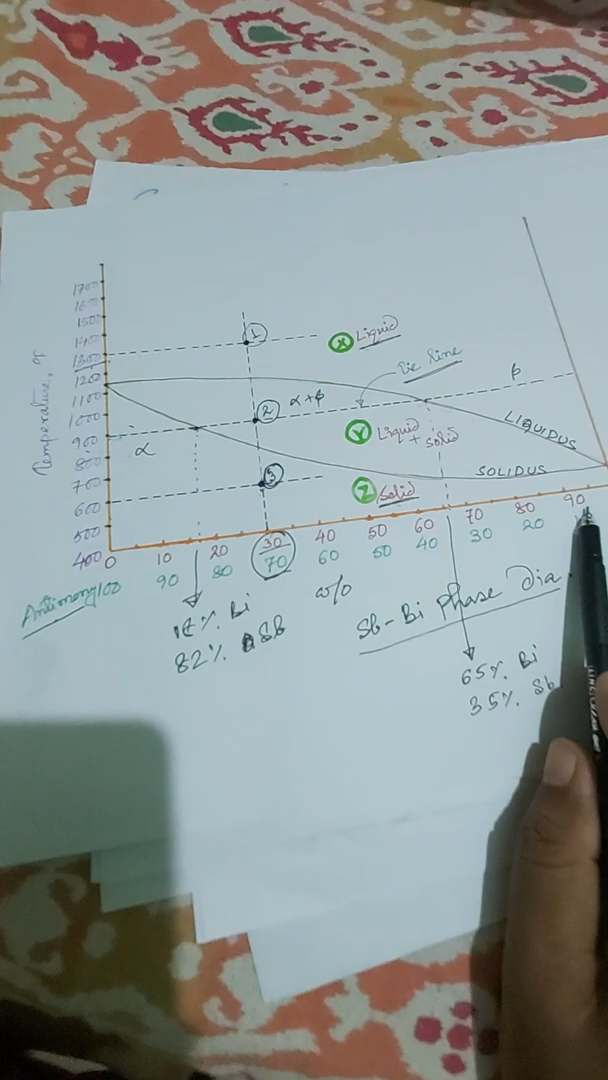 Temperature, °F
1700
1600
1500
1400
1300
1200
1100
1000
900
800
700
600
500
400
1
X Liquid
Tie line
2
α+β
β
Y Liquid + Solid
LIQUIDUS
α
3
Z Solid
SOLIDUS
0 10 20 30 40 50 60 70 80 90
Antimony 100 90 80 70 60 50 40 30 20
w/o
Sb-Bi Phase Dia
% Bi
82% Sb
65% Bi
35% Sb